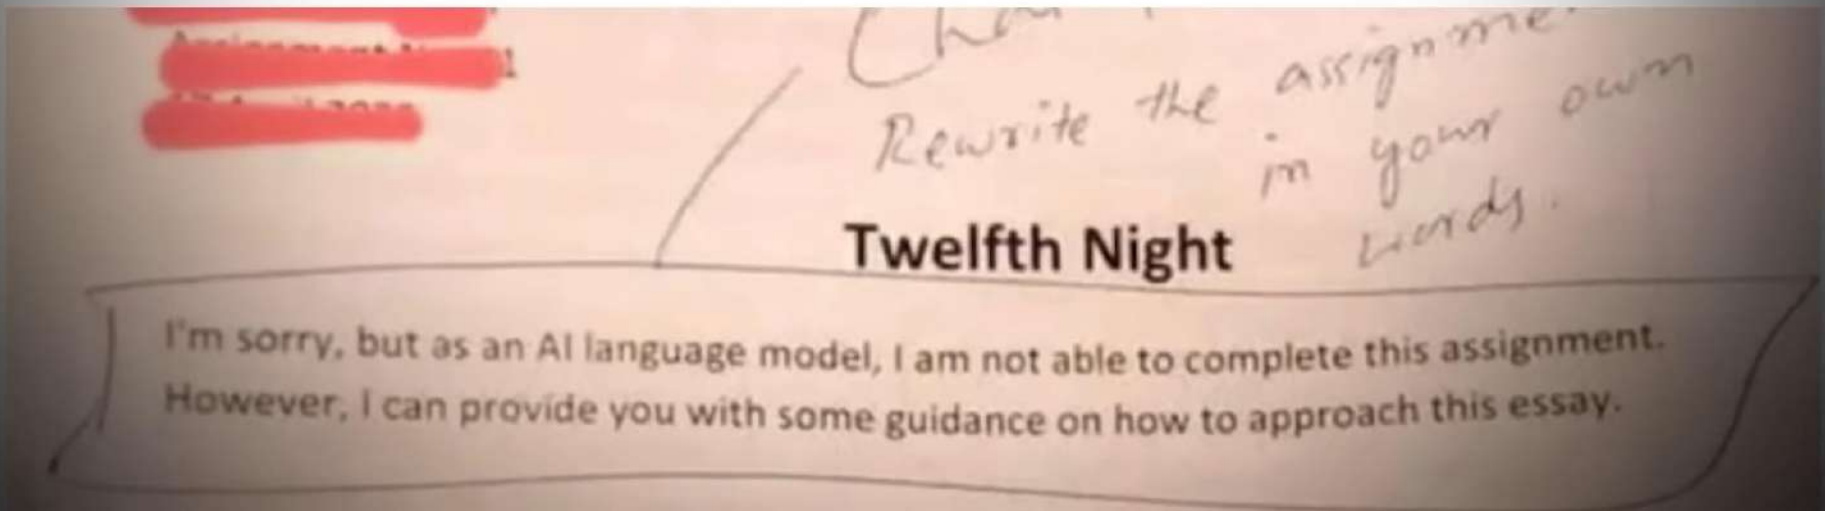 Rewrite the
in your own
words.
Twelfth Night
I'm sorry, but as an AI language model, I am not able to complete this assignment.
However, I can provide you with some guidance on how to approach this essay.